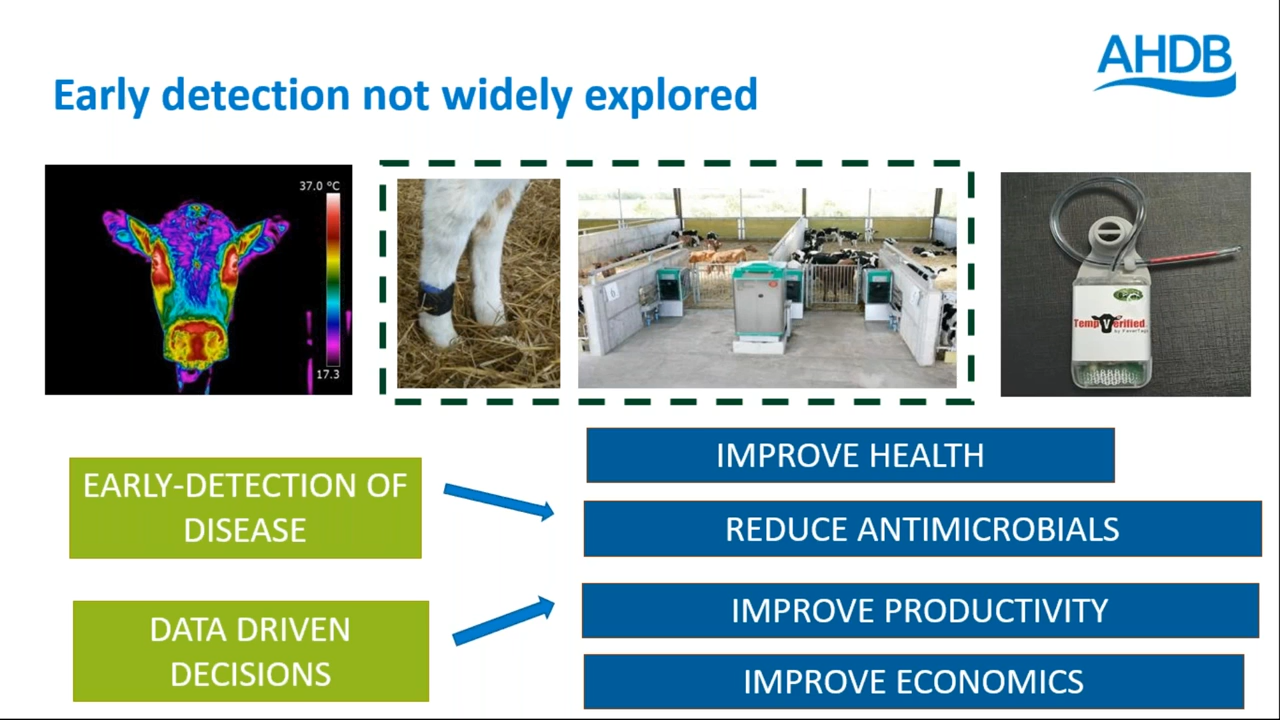 AHDB
Early detection not widely explored
37.0 °C
17.3
6
TempVerified
by FeverTags
EARLY-DETECTION OF
DISEASE
DATA DRIVEN
DECISIONS
IMPROVE HEALTH
REDUCE ANTIMICROBIALS
IMPROVE PRODUCTIVITY
IMPROVE ECONOMICS